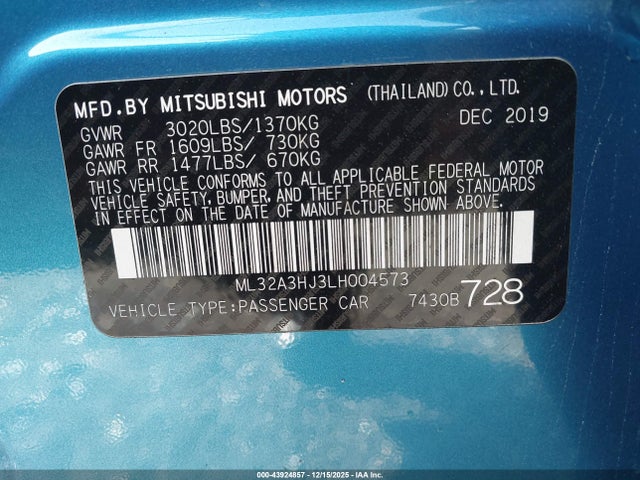 MFD.BY MITSUBISHI MOTORS (THAILAND)CO.,LTD.
GVWR 3020LBS/1370KG DEC 2019
GAWR FR 1609LBS/ 730KG
GAWR RR 1477LBS/ 670KG
THIS VEHICLE CONFORMS TO ALL APPLICABLE FEDERAL MOTOR
VEHICLE SAFETY, BUMPER, AND THEFT PREVENTION STANDARDS
IN EFFECT ON THE DATE OF MANUFACTURE SHOWN ABOVE.
ML32A3HJ3LH004573
VEHICLE TYPE:PASSENGER CAR 7430B 728
000-43924857 - 12/15/2025 - IAAI.COM